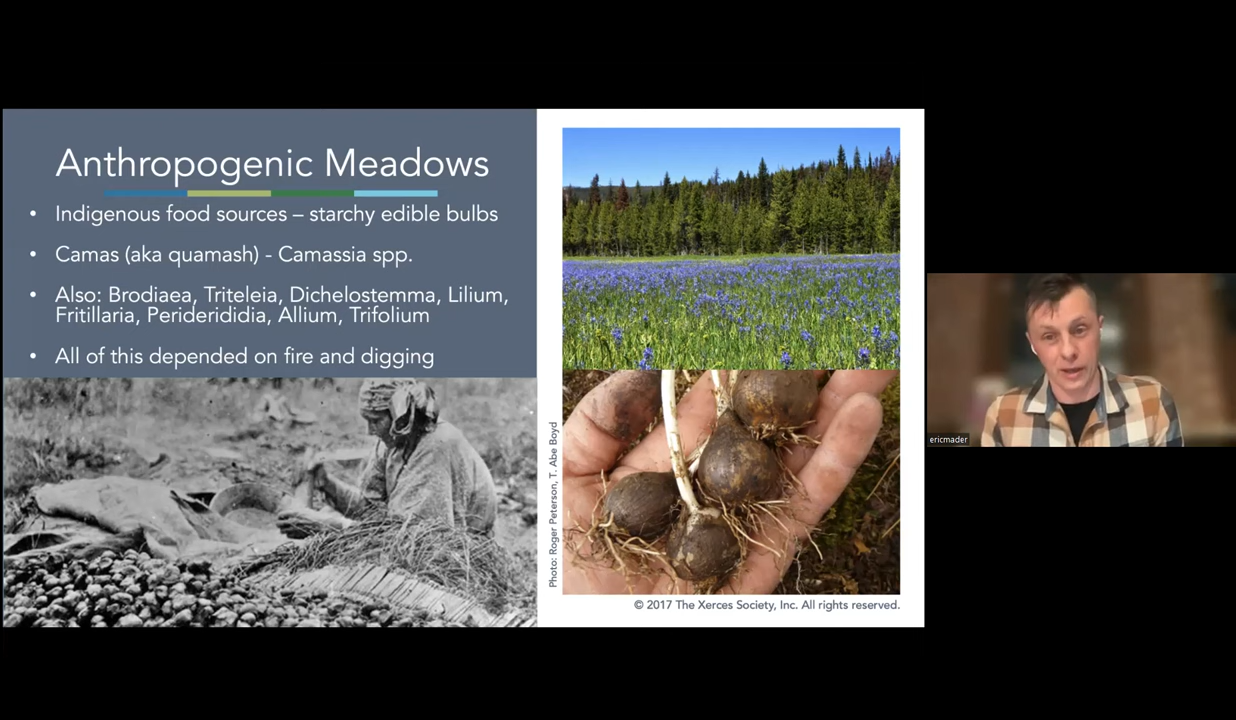 Anthropogenic Meadows
• Indigenous food sources – starchy edible bulbs
• Camas (aka quamash) - Camassia spp.
• Also: Brodiaea, Triteleia, Dichelostemma, Lilium,
Fritillaria, Periderididia, Allium, Trifolium
• All of this depended on fire and digging
Photo: Roger Peterson, T. Abe Boyd
© 2017 The Xerces Society, Inc. All rights reserved.
ericmader